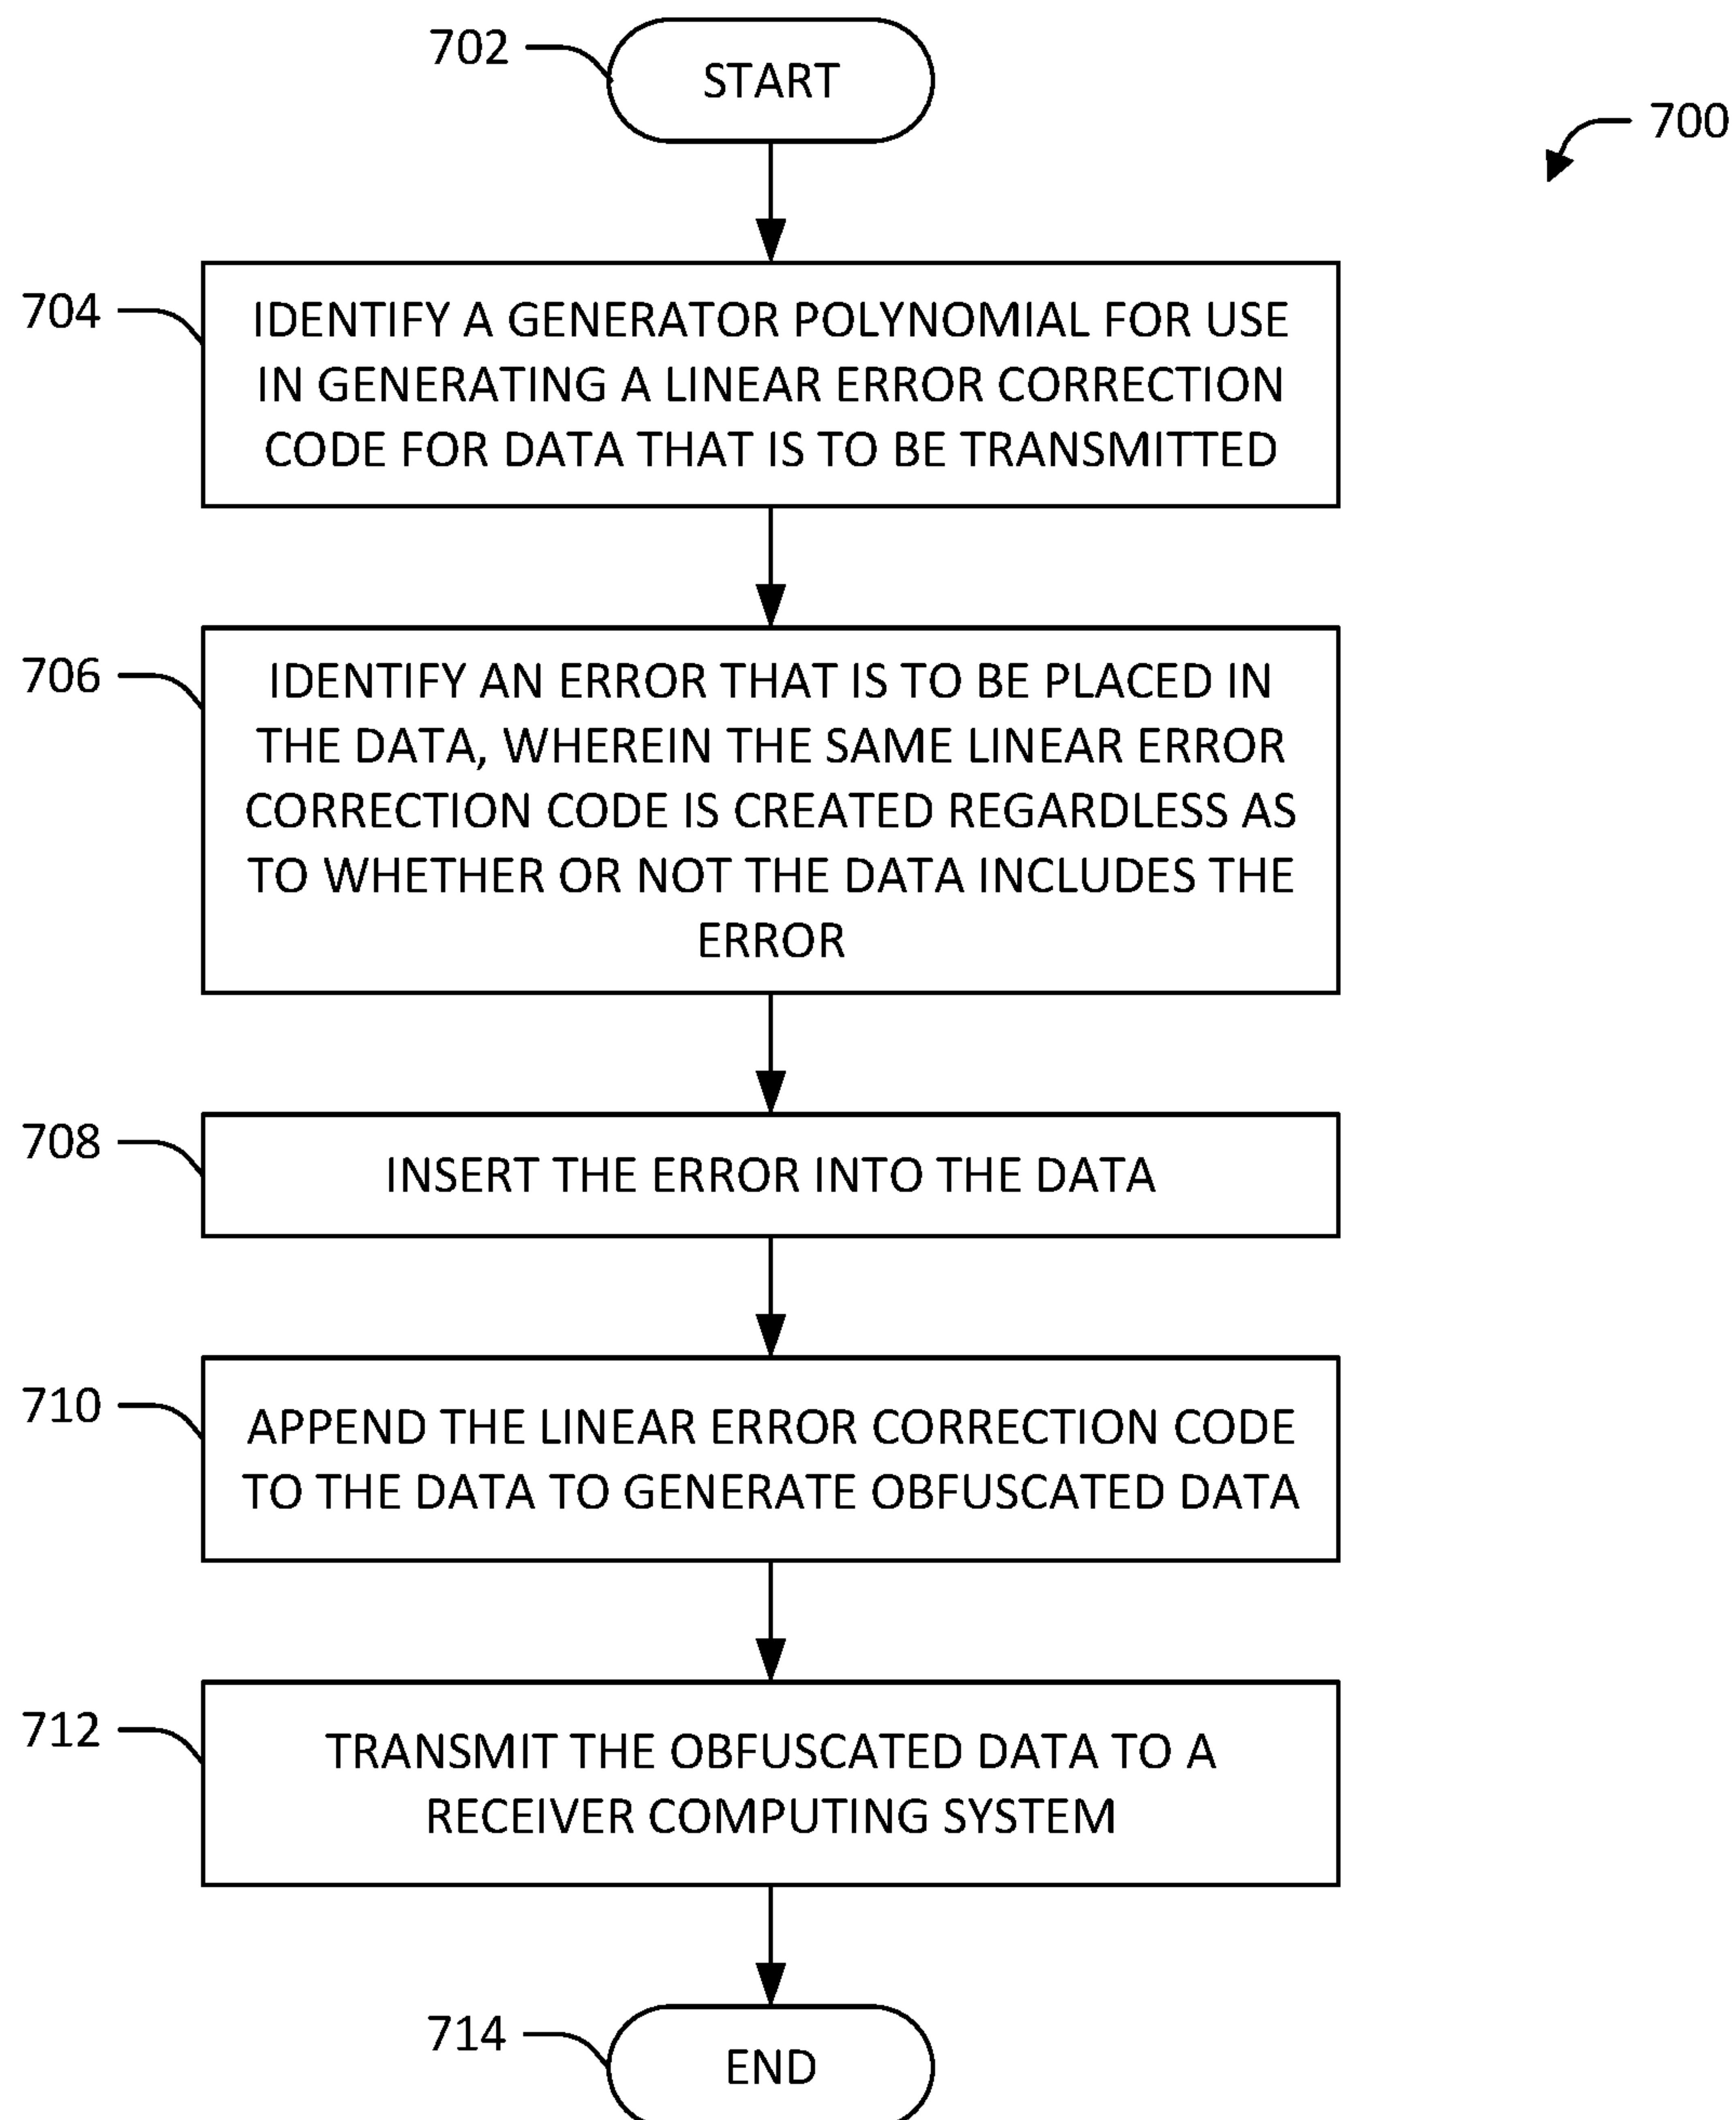 702
START
700
704
IDENTIFY A GENERATOR POLYNOMIAL FOR USE
IN GENERATING A LINEAR ERROR CORRECTION
CODE FOR DATA THAT IS TO BE TRANSMITTED
706
IDENTIFY AN ERROR THAT IS TO BE PLACED IN
THE DATA, WHEREIN THE SAME LINEAR ERROR
CORRECTION CODE IS CREATED REGARDLESS AS
TO WHETHER OR NOT THE DATA INCLUDES THE
ERROR
708
INSERT THE ERROR INTO THE DATA
710
APPEND THE LINEAR ERROR CORRECTION CODE
TO THE DATA TO GENERATE OBFUSCATED DATA
712
TRANSMIT THE OBFUSCATED DATA TO A
RECEIVER COMPUTING SYSTEM
714
END